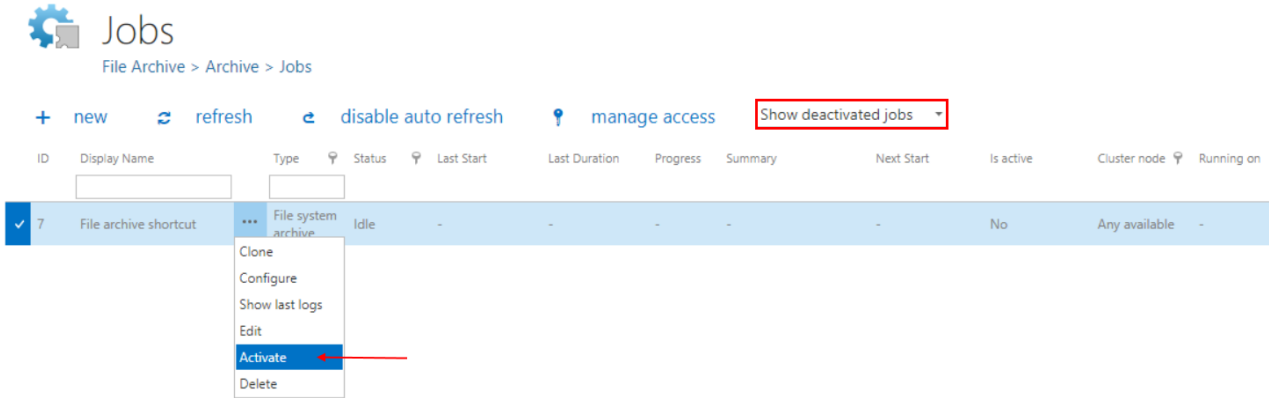 Jobs
File Archive > Archive > Jobs
new refresh disable auto refresh manage access Show deactivated jobs
ID Display Name Type Status Last Start Last Duration Progress Summary Next Start Is active Cluster node Running on
7 File archive shortcut ... File system archive Idle - - - - - No Any available -
Clone
Configure
Show last logs
Edit
Activate
Delete